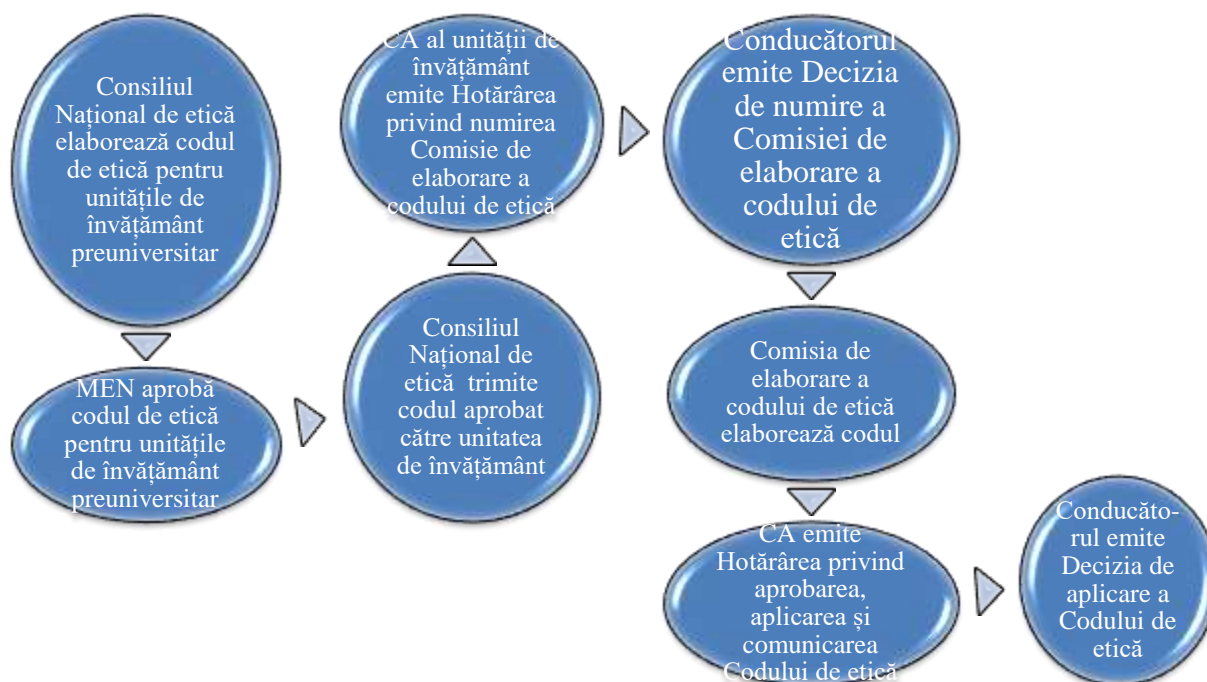 Consiliul
Național de etică
elaborează codul
de etică pentru
unitățile de
învățământ
preuniversitar
MEN aprobă
codul de etică
pentru unitățile
de învățământ
preuniversitar
Consiliul
Național de
etică trimite
codul aprobat
către unitatea
de învățământ
CA al unității de
învățământ
emite Hotărârea
privind numirea
Comisie de
elaborare a
codului de etică
Conducătorul
emite Decizia
de numire a
Comisiei de
elaborare a
codului de
etică
Comisia de
elaborare a
codului de etică
elaborează codul
CA emite
Hotărârea privind
aprobarea,
aplicarea și
comunicarea
Codului de etică
Conducăto-
rul emite
Decizia de
aplicare a
Codului de
etică